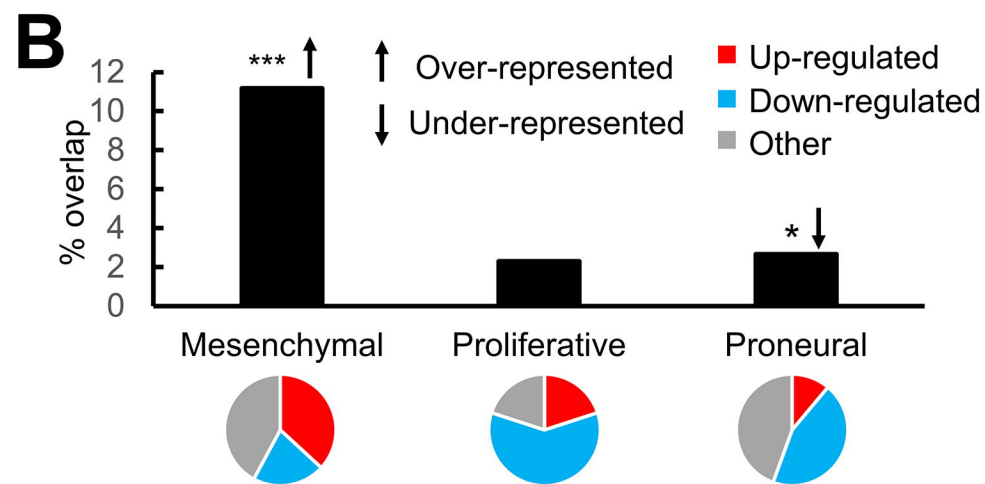 B
*** ↑ ↑ Over-represented
↓ Under-represented
Up-regulated
Down-regulated
Other
% overlap
12
10
8
6
4
2
0
* ↓
Mesenchymal Proliferative Proneural